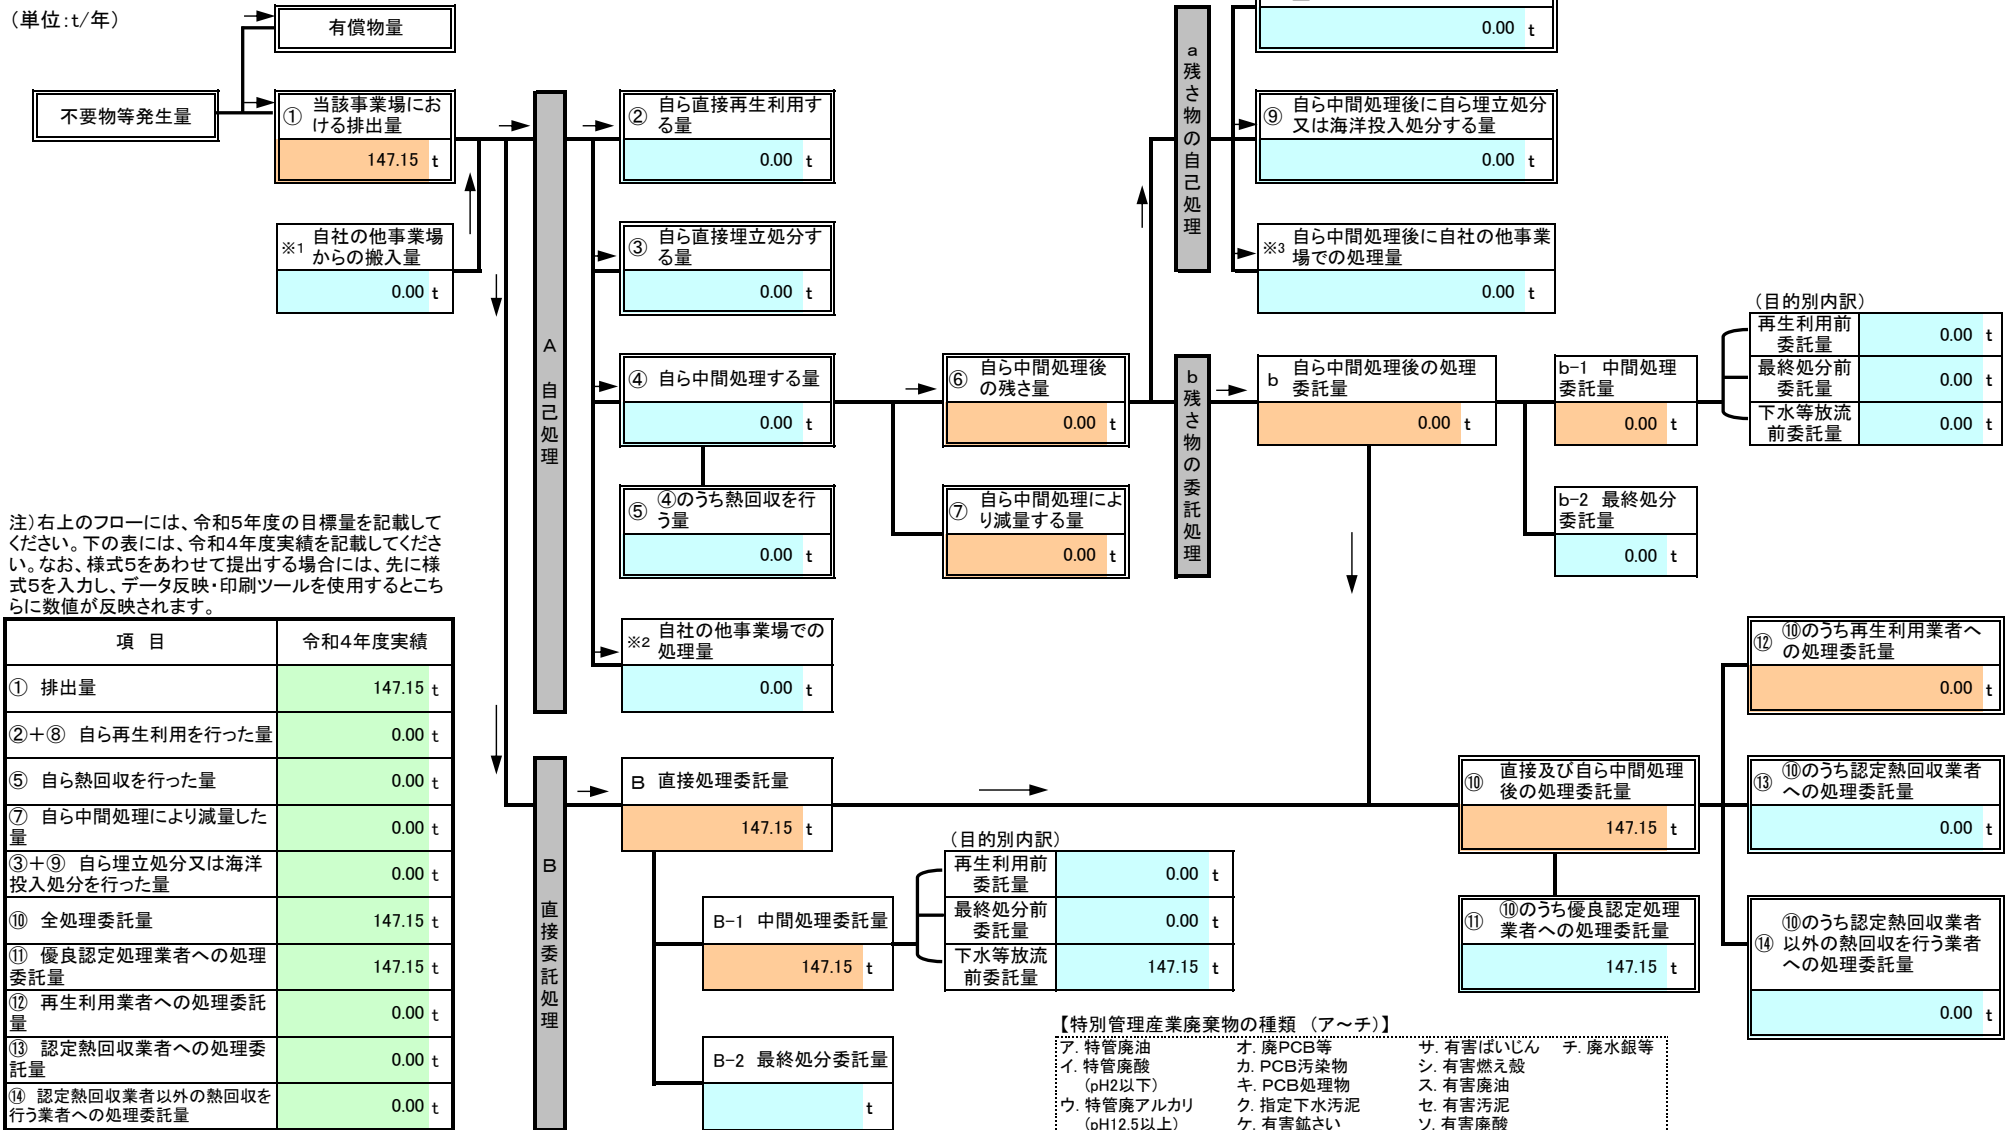 (単位:t/年)
有償物量
不要物等発生量
① 当該事業場にお
ける排出量
147.15 t
※1 自社の他事業場
からの搬入量
0.00 t
A 自己処理
② 自ら直接再生利用す
る量
0.00 t
③ 自ら直接埋立処分す
る量
0.00 t
④ 自ら中間処理する量
0.00 t
⑤ ④のうち熱回収を行
う量
0.00 t
※2 自社の他事業場での
処理量
0.00 t
⑥ 自ら中間処理後
の残さ量
0.00 t
⑦ 自ら中間処理によ
り減量する量
0.00 t
a 残さ物の自己処理
0.00 t
⑨ 自ら中間処理後に自ら埋立処分
又は海洋投入処分する量
0.00 t
※3 自ら中間処理後に自社の他事業
場での処理量
0.00 t
b 残さ物の委託処理
b 自ら中間処理後の処理
委託量
0.00 t
b-1 中間処理
委託量
0.00 t
b-2 最終処分
委託量
0.00 t
(目的別内訳)
再生利用前
委託量
0.00 t
最終処分前
委託量
0.00 t
下水等放流
前委託量
0.00 t
注)右上のフローには、令和5年度の目標量を記載して
ください。下の表には、令和4年度実績を記載してくださ
い。なお、様式5をあわせて提出する場合には、先に様
式5を入力し、データ反映・印刷ツールを使用するとこち
らに数値が反映されます。
項 目 令和4年度実績
① 排出量 147.15 t
②+⑧ 自ら再生利用を行った量 0.00 t
⑤ 自ら熱回収を行った量 0.00 t
⑦ 自ら中間処理により減量した
量 0.00 t
③+⑨ 自ら埋立処分又は海洋
投入処分を行った量 0.00 t
⑩ 全処理委託量 147.15 t
⑪ 優良認定処理業者への処理
委託量 147.15 t
⑫ 再生利用業者への処理委託
量 0.00 t
⑬ 認定熱回収業者への処理委
託量 0.00 t
⑭ 認定熱回収業者以外の熱回収を
行う業者への処理委託量 0.00 t
B 直接委託処理
B 直接処理委託量
147.15 t
B-1 中間処理委託量
147.15 t
B-2 最終処分委託量
t
(目的別内訳)
再生利用前
委託量
0.00 t
最終処分前
委託量
0.00 t
下水等放流
前委託量
147.15 t
⑩ 直接及び自ら中間処理
後の処理委託量
147.15 t
⑪ ⑩のうち優良認定処理
業者への処理委託量
147.15 t
⑫ ⑩のうち再生利用業者へ
の処理委託量
0.00 t
⑬ ⑩のうち認定熱回収業者
への処理委託量
0.00 t
⑭ ⑩のうち認定熱回収業者
以外の熱回収を行う業者
への処理委託量
0.00 t
【特別管理産業廃棄物の種類 (ア~チ)】
ア. 特管廃油 オ. 廃PCB等 サ. 有害ばいじん チ. 廃水銀等
イ. 特管廃酸 カ. PCB汚染物 シ. 有害燃え殻
(pH2以下) キ. PCB処理物 ス. 有害廃油
ウ. 特管廃アルカリ ク. 指定下水汚泥 セ. 有害汚泥
(pH12.5以上) ケ. 有害鉱さい ソ. 有害廃酸